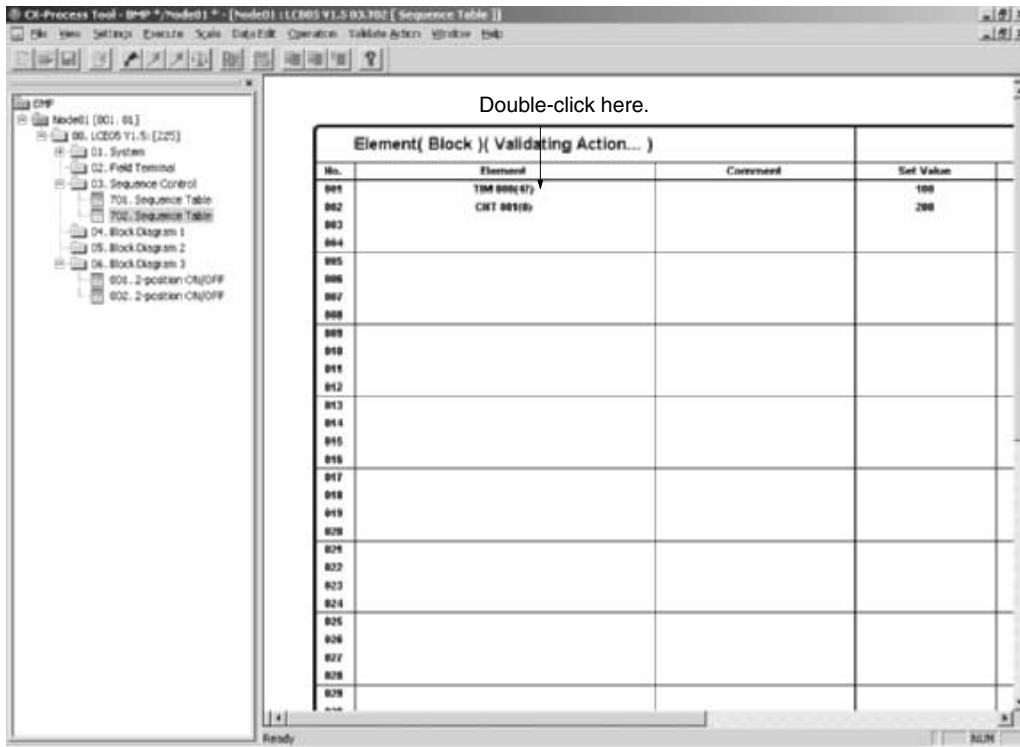 CX-Process Tool - BMP */Node01 * - [Node01 : LCB05 V1.5 03.702 [ Sequence Table ]]
File View Settings Execute Scale Data Edit Operation Validate Action Window Help
Double-click here.
BMP
Node01 [001. 01]
00. LCB05 V1.5: [225]
01. System
02. Field Terminal
03. Sequence Control
701. Sequence Table
702. Sequence Table
04. Block Diagram 1
05. Block Diagram 2
06. Block Diagram 3
001. 2-position ON/OFF
002. 2-position ON/OFF
Element( Block )( Validating Action... )
No. Element Comment Set Value
001 TIM 000(47) 100
002 CNT 001(0) 200
003
004
005
006
007
008
009
010
011
012
013
014
015
016
017
018
019
020
021
022
023
024
025
026
027
028
029
Ready NUM